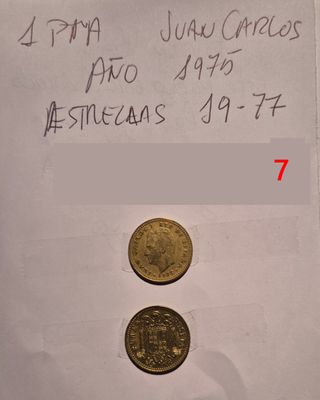 1 PTA JUAN CARLOS
AÑO 1975
ESTRELLAS 19-77
7